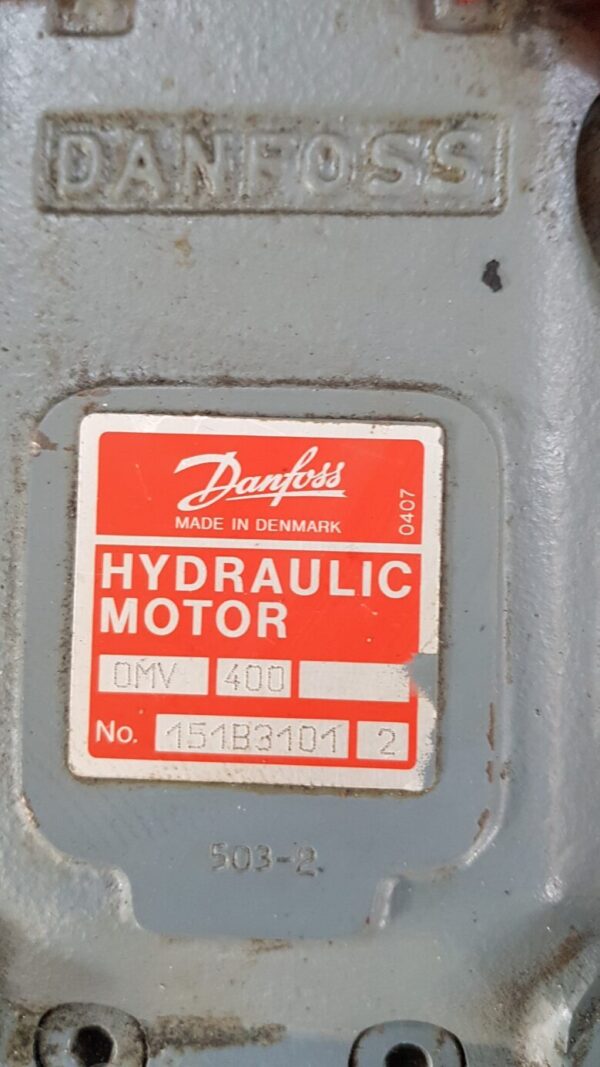 DANFOSS
Danfoss
MADE IN DENMARK
0407
HYDRAULIC
MOTOR
OMV 400
No. 151B3101 2
503-2